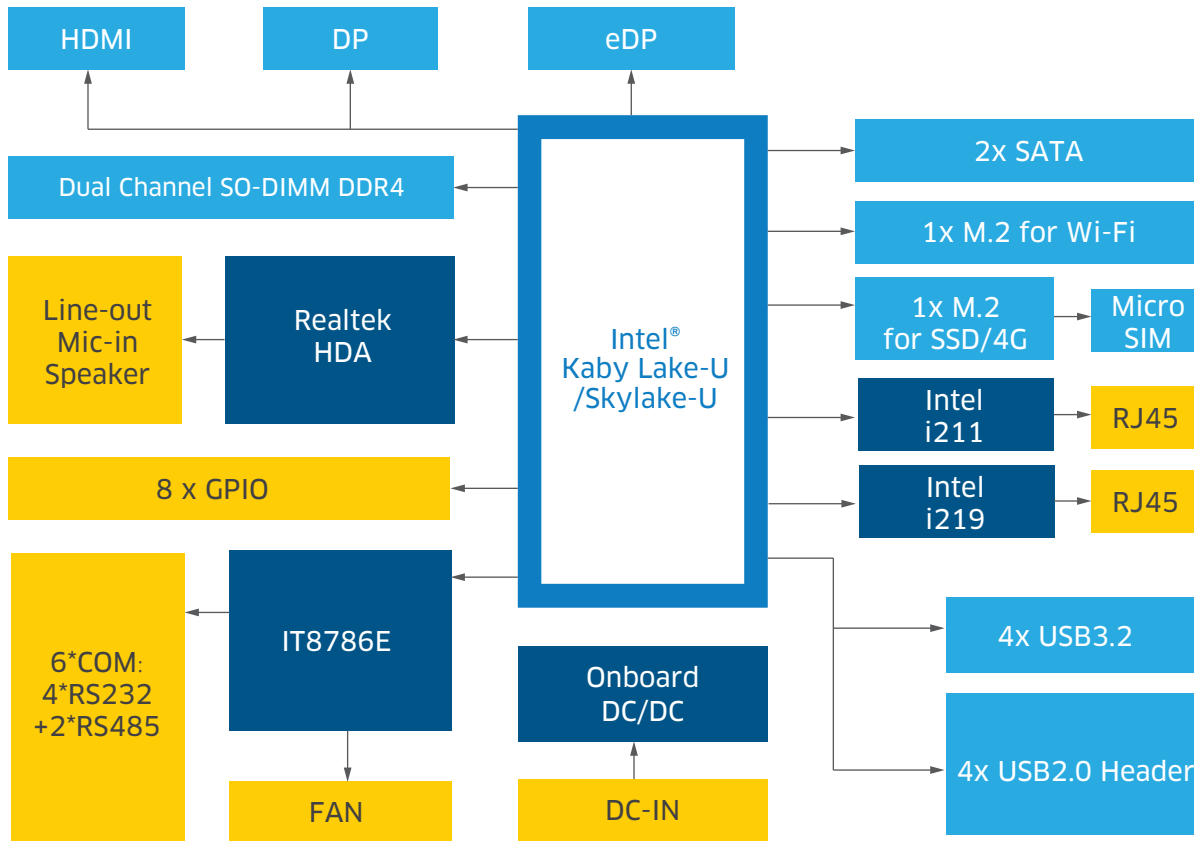 HDMI
DP
eDP
2x SATA
Dual Channel SO-DIMM DDR4
1x M.2 for Wi-Fi
Line-out
Mic-in
Speaker
Realtek
HDA
Intel®
Kaby Lake-U
/Skylake-U
1x M.2
for SSD/4G
Micro
SIM
Intel
i211
RJ45
8 x GPIO
Intel
i219
RJ45
6*COM:
4*RS232
+2*RS485
IT8786E
Onboard
DC/DC
4x USB3.2
4x USB2.0 Header
FAN
DC-IN